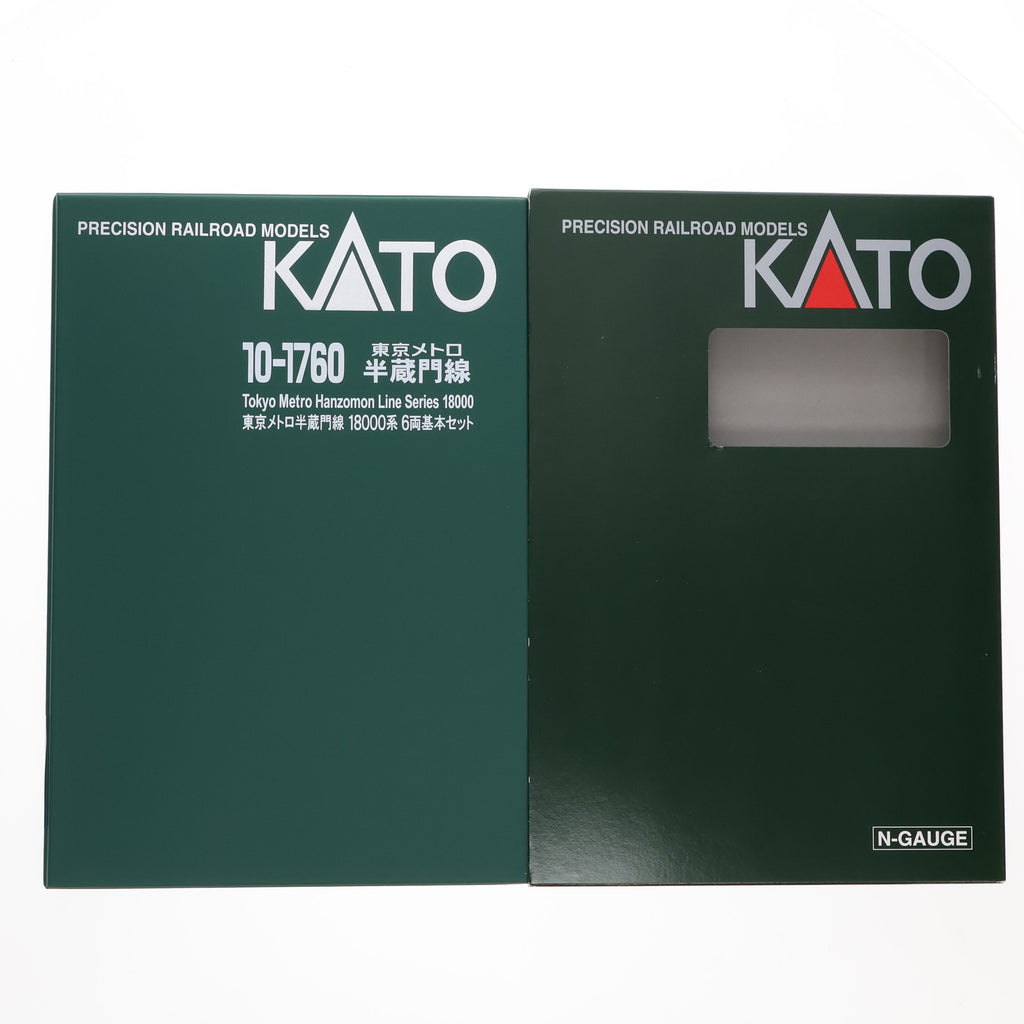 PRECISION RAILROAD MODELS
KATO
10-1760
東京メトロ
半蔵門線
Tokyo Metro Hanzomon Line Series 18000
東京メトロ半蔵門線 18000系 6両基本セット
PRECISION RAILROAD MODELS
KATO
N-GAUGE